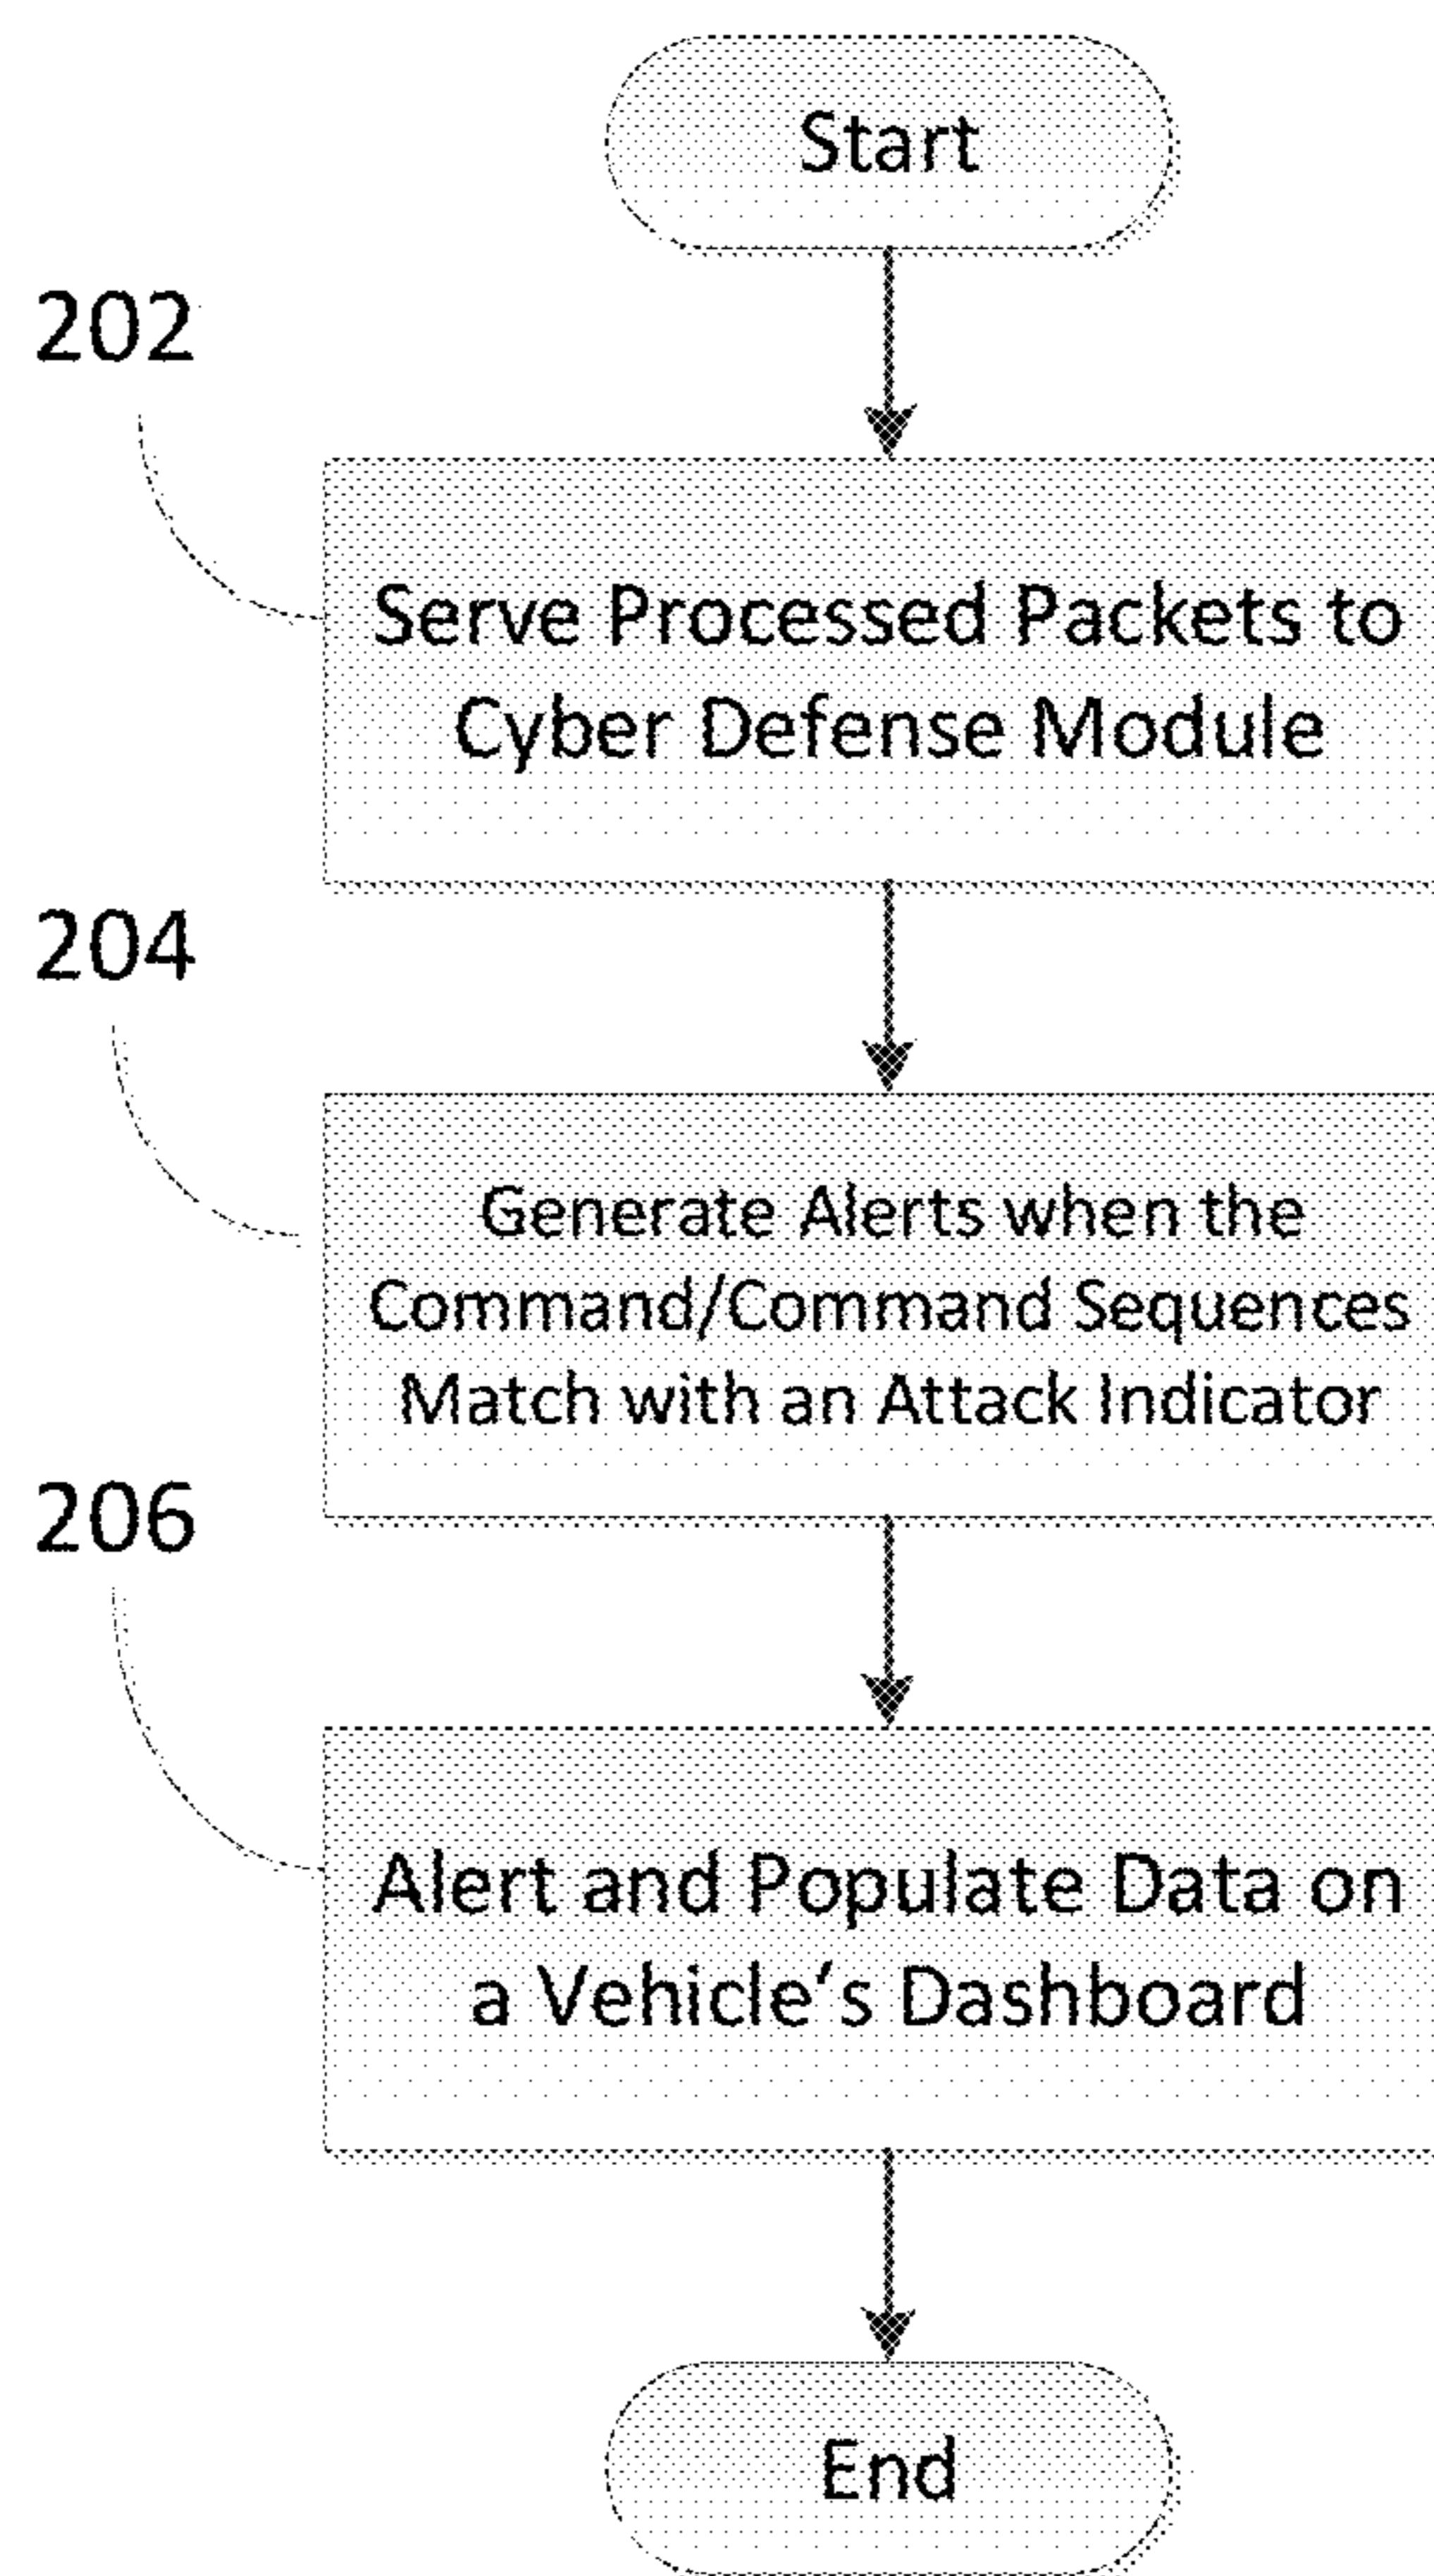 Start
202
Serve Processed Packets to
Cyber Defense Module
204
Generate Alerts when the
Command/Command Sequences
Match with an Attack Indicator
206
Alert and Populate Data on
a Vehicle's Dashboard
End